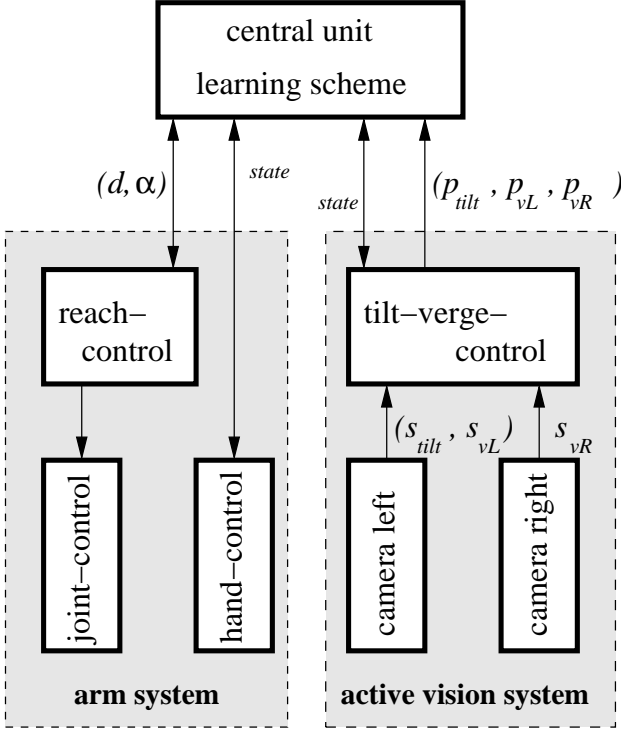 central unit
learning scheme
(d, α)
state
state
(p_tilt , p_vL , p_vR )
reach−
control
tilt−verge−
control
(s_tilt , s_vL )
s_vR
joint−control
hand−control
camera left
camera right
arm system
active vision system